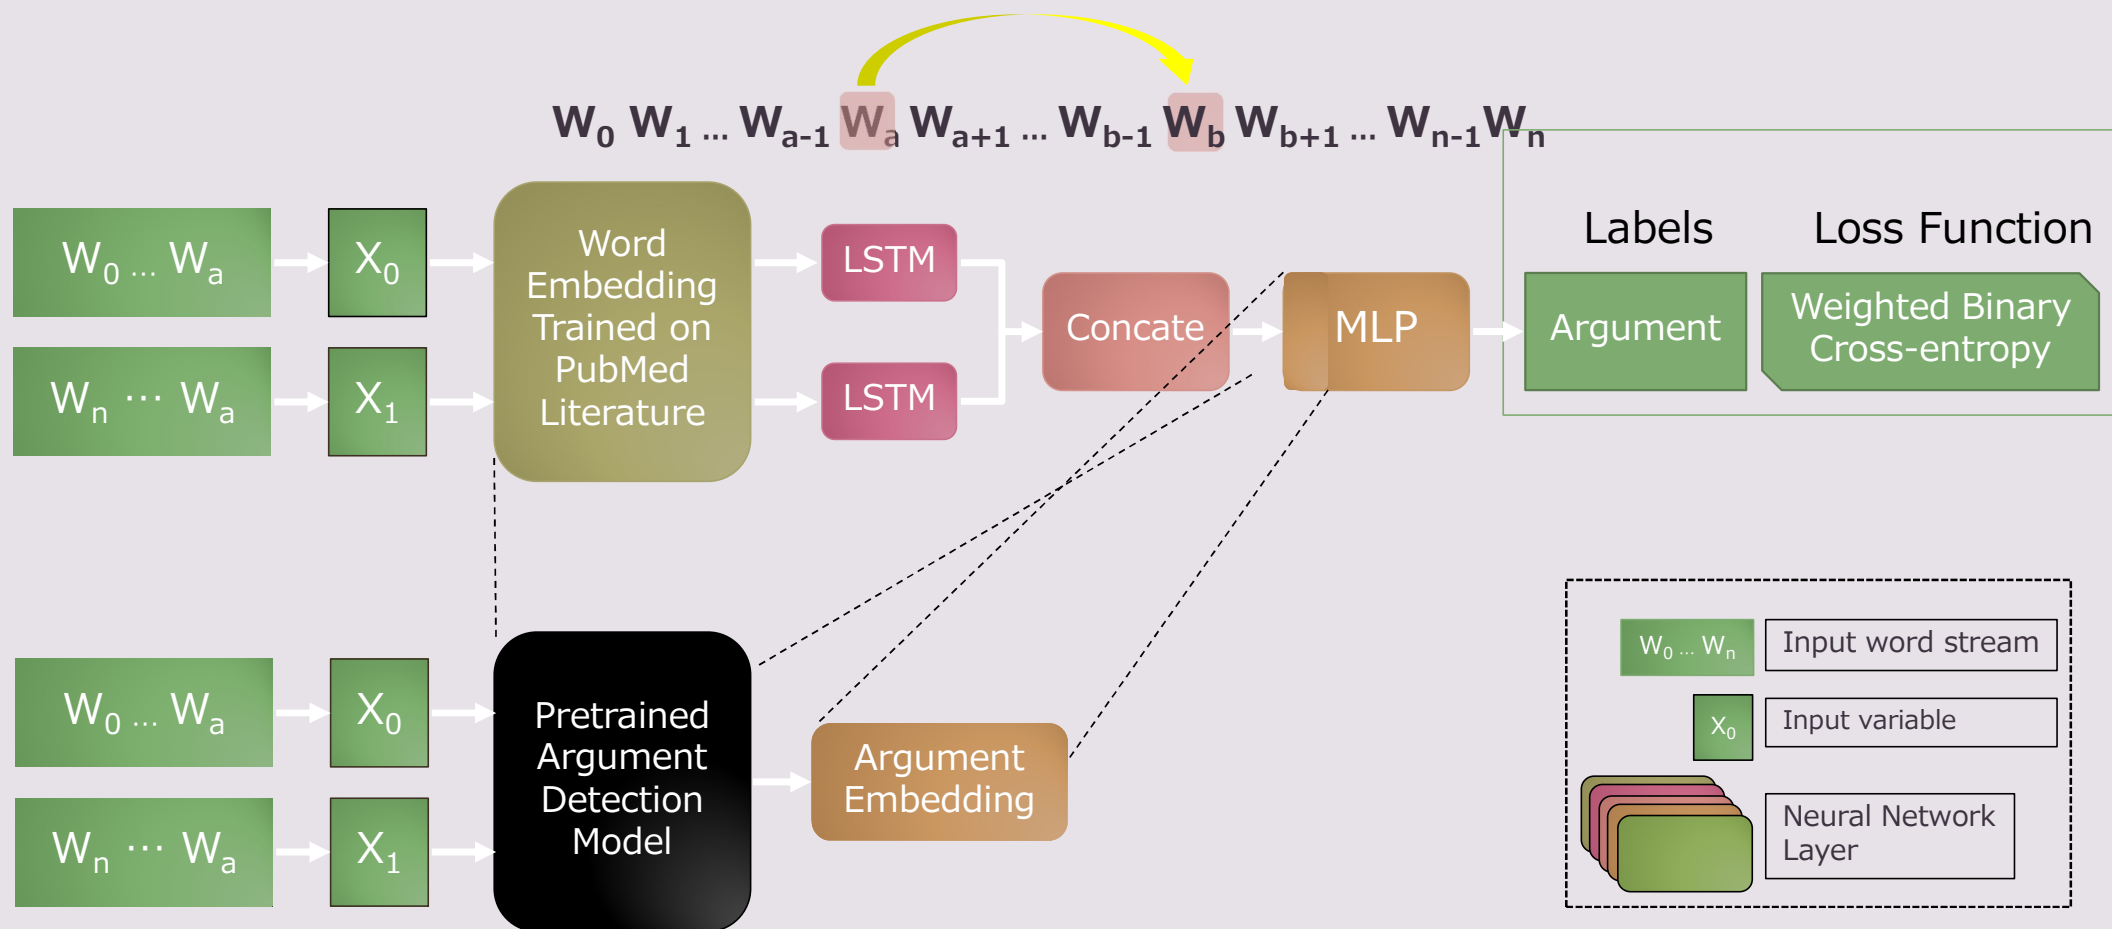 W0 W1 ... Wa-1 Wa Wa+1 ... Wb-1 Wb Wb+1 ... Wn-1 Wn
Labels
Loss Function
W0 ... Wa
X0
Wn ... Wa
X1
Word
Embedding
Trained on
PubMed
Literature
LSTM
LSTM
Concate
MLP
Argument
Weighted Binary
Cross-entropy
W0 ... Wa
X0
Wn ... Wa
X1
Pretrained
Argument
Detection
Model
Argument
Embedding
W0 ... Wn
Input word stream
X0
Input variable
Neural Network
Layer